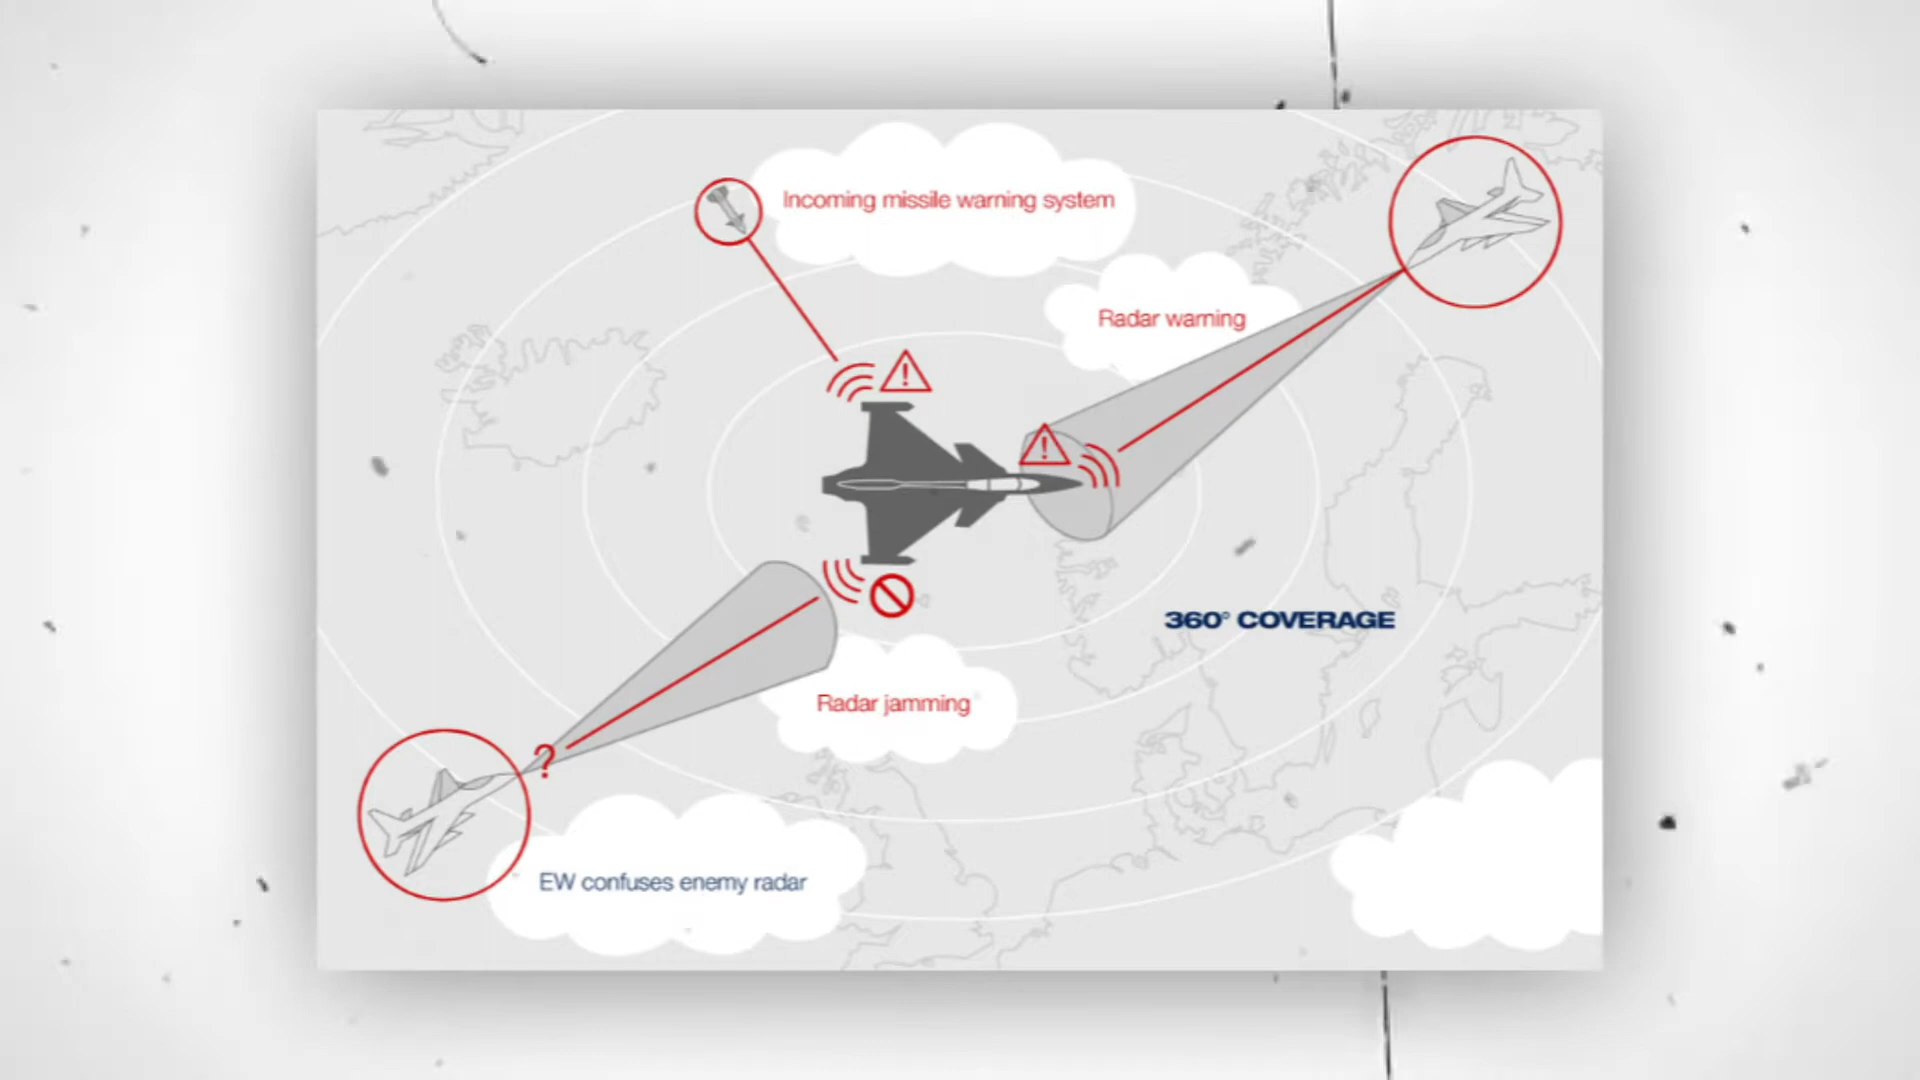 Incoming missile warning system
Radar warning
360° COVERAGE
Radar jamming
?
EW confuses enemy radar